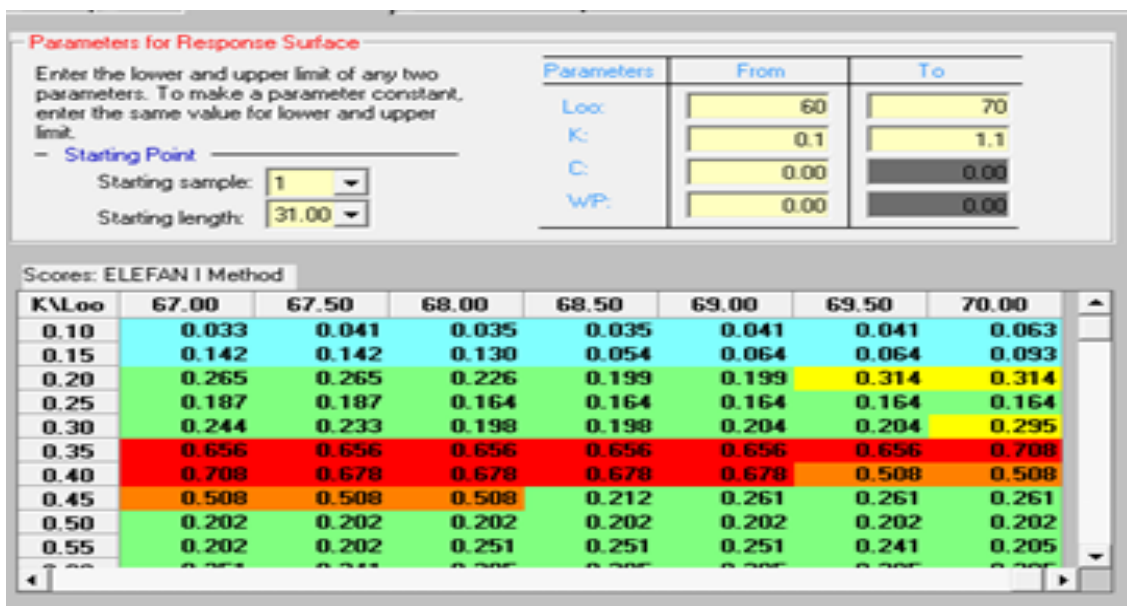 Parameters for Response Surface
Enter the lower and upper limit of any two
parameters. To make a parameter constant,
enter the same value for lower and upper
limit.
Starting Point
Starting sample: 1
Starting length: 31.00
Parameters From To
Loo: 60 70
K: 0.1 1.1
C: 0.00 0.00
WP: 0.00 0.00
Scores: ELEFAN I Method
K\Loo 67.00 67.50 68.00 68.50 69.00 69.50 70.00
0.10 0.033 0.041 0.035 0.035 0.041 0.041 0.063
0.15 0.142 0.142 0.130 0.054 0.064 0.064 0.093
0.20 0.265 0.265 0.226 0.199 0.199 0.314 0.314
0.25 0.187 0.187 0.164 0.164 0.164 0.164 0.164
0.30 0.244 0.233 0.198 0.198 0.204 0.204 0.295
0.35 0.656 0.656 0.656 0.656 0.656 0.656 0.708
0.40 0.708 0.678 0.678 0.678 0.678 0.508 0.508
0.45 0.508 0.508 0.508 0.212 0.261 0.261 0.261
0.50 0.202 0.202 0.202 0.202 0.202 0.202 0.202
0.55 0.202 0.202 0.251 0.251 0.251 0.241 0.205